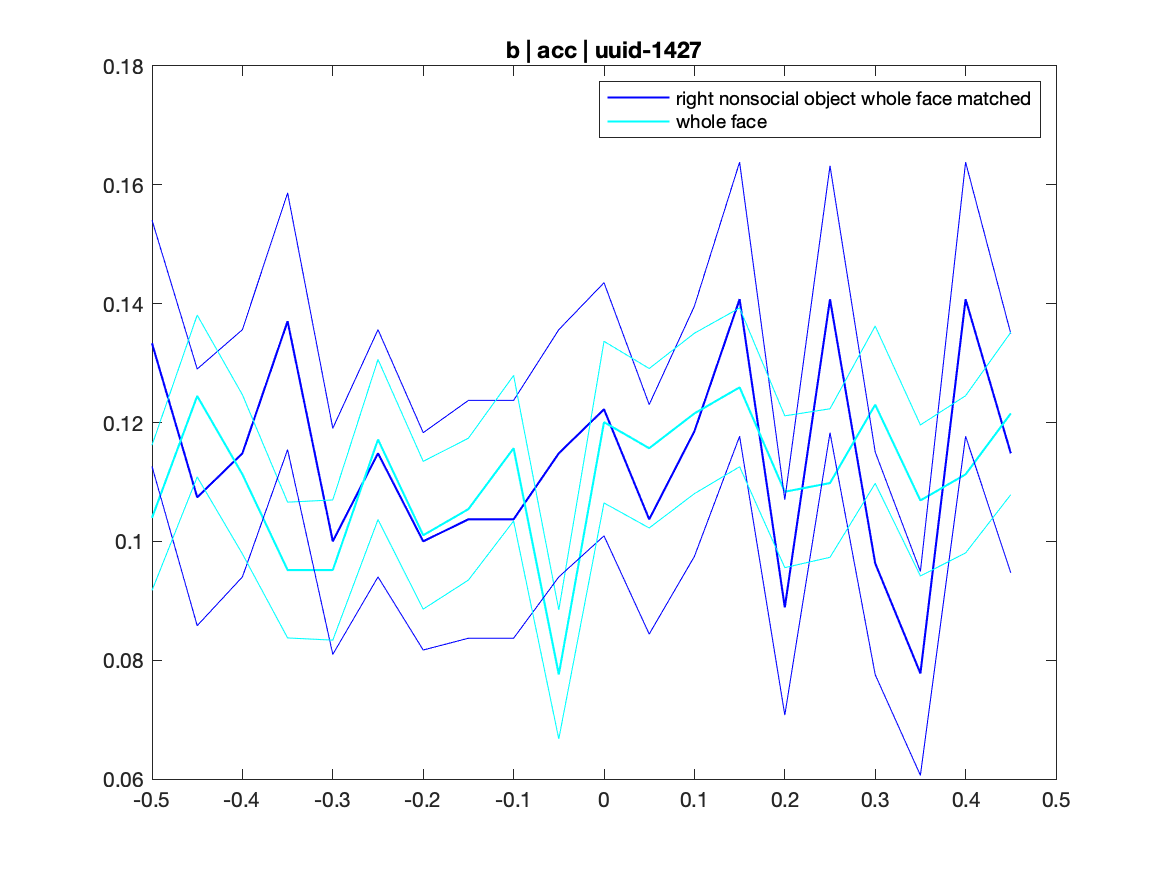 b | acc | uuid-1427
right nonsocial object whole face matched
whole face
0.18
0.16
0.14
0.12
0.1
0.08
0.06
-0.5 -0.4 -0.3 -0.2 -0.1 0 0.1 0.2 0.3 0.4 0.5